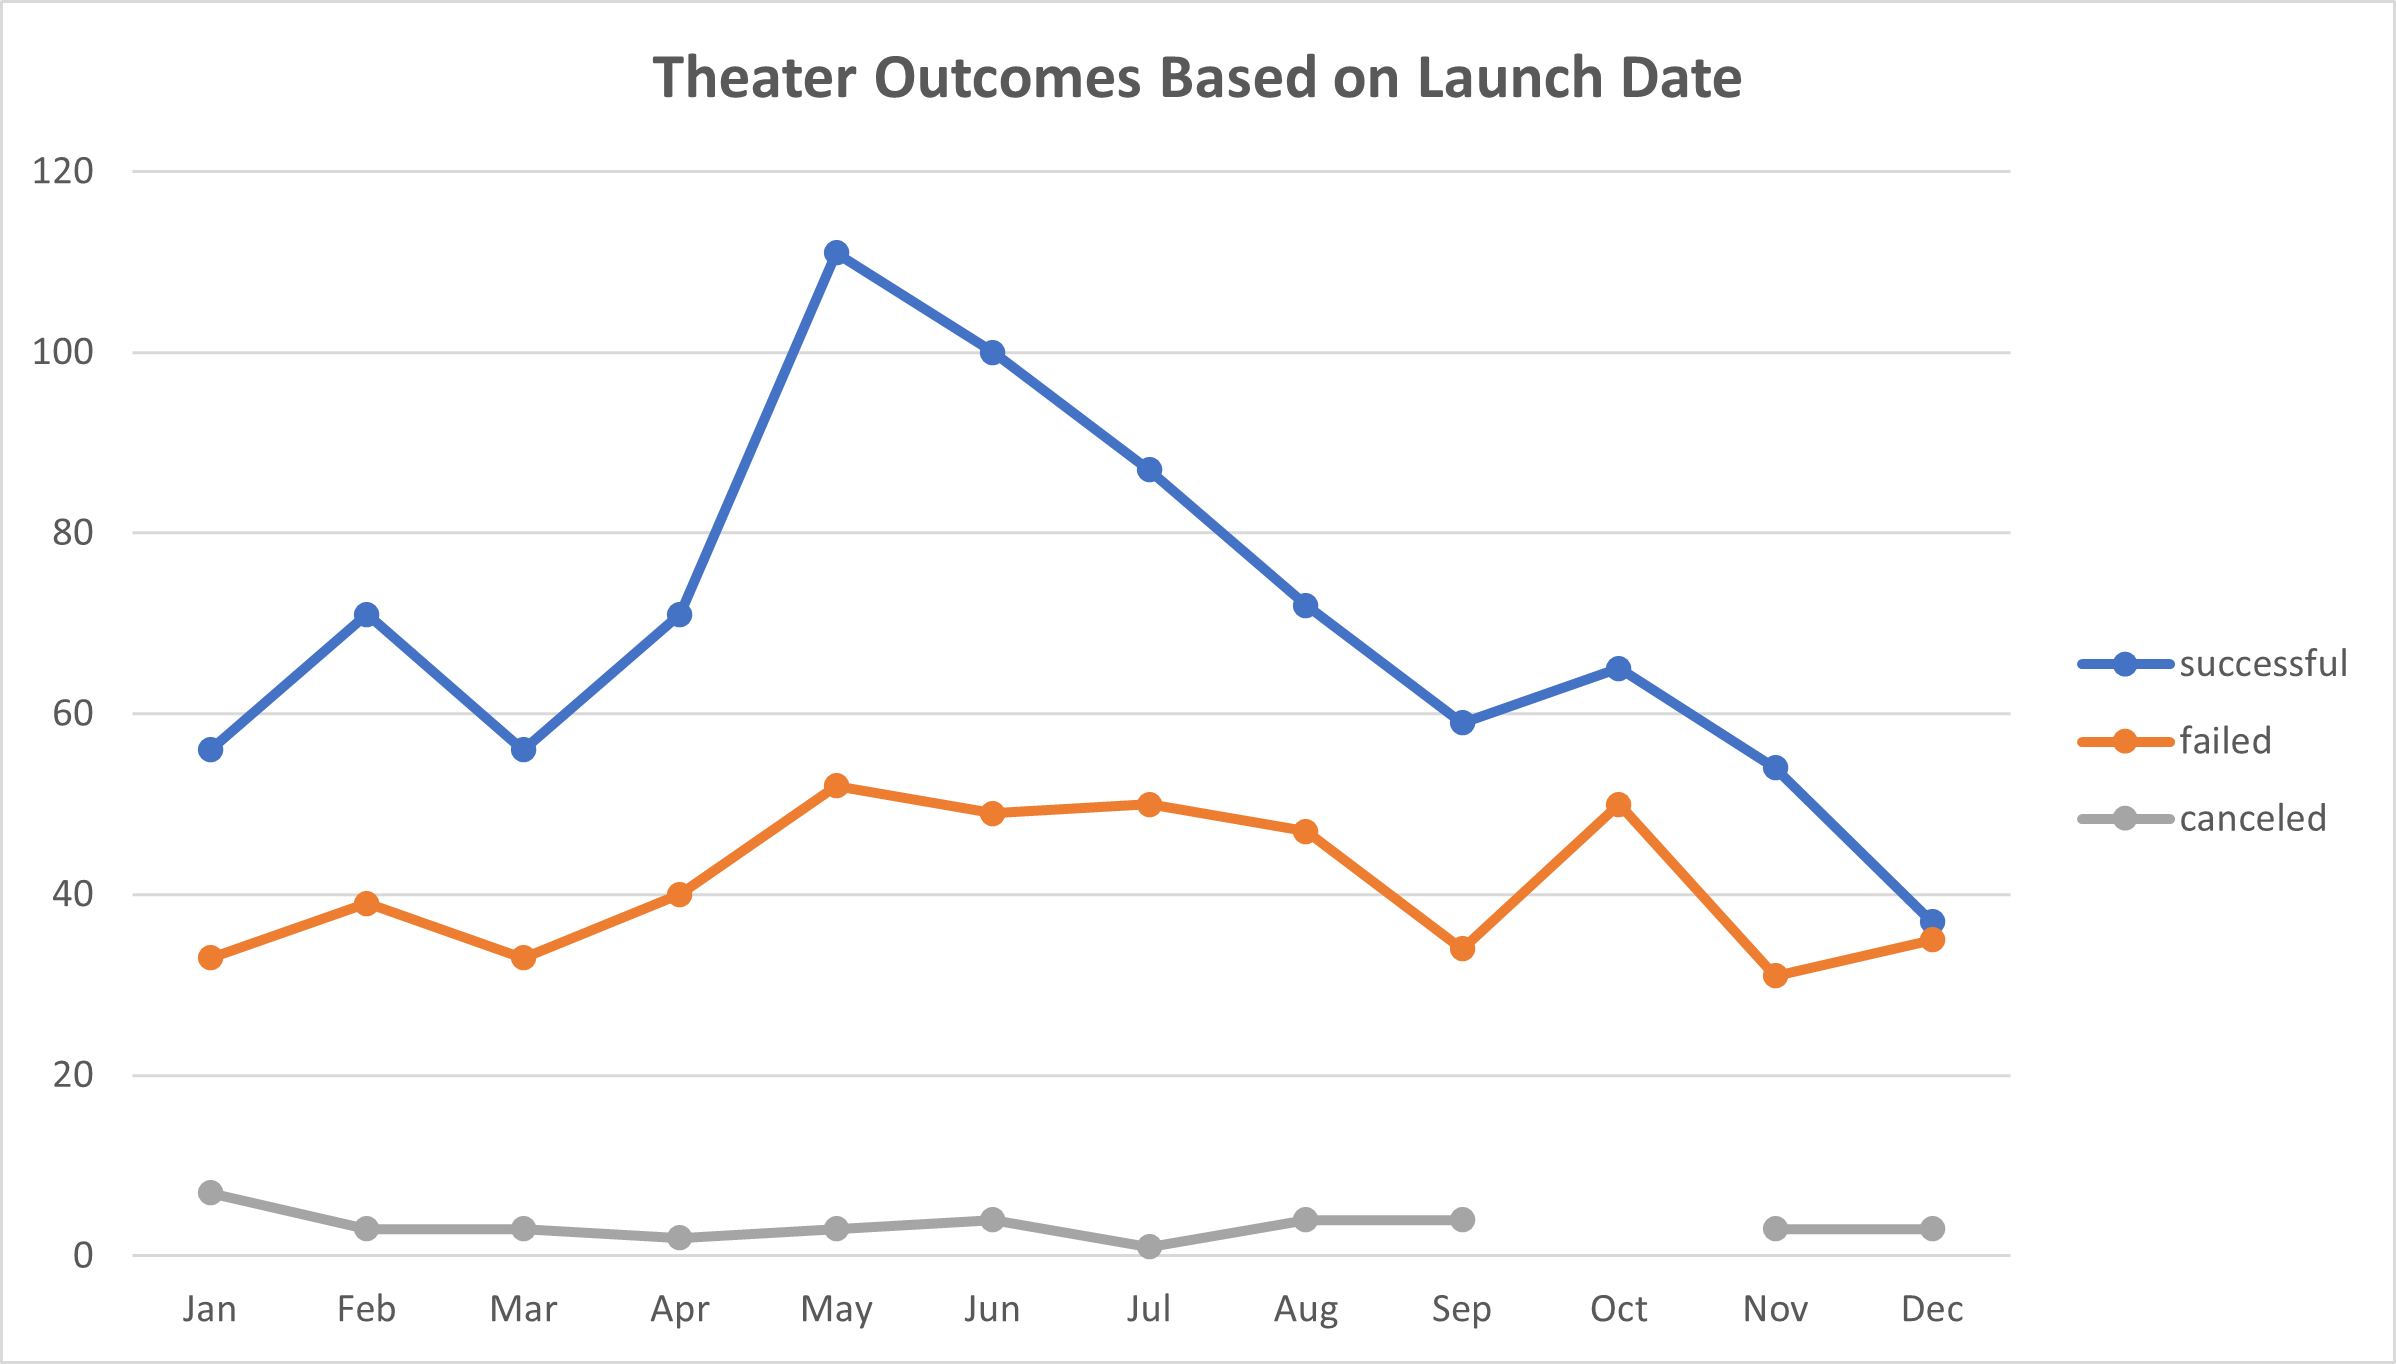 Theater Outcomes Based on Launch Date
120
100
80
60
40
20
0
Jan Feb Mar Apr May Jun Jul Aug Sep Oct Nov Dec
successful
failed
canceled